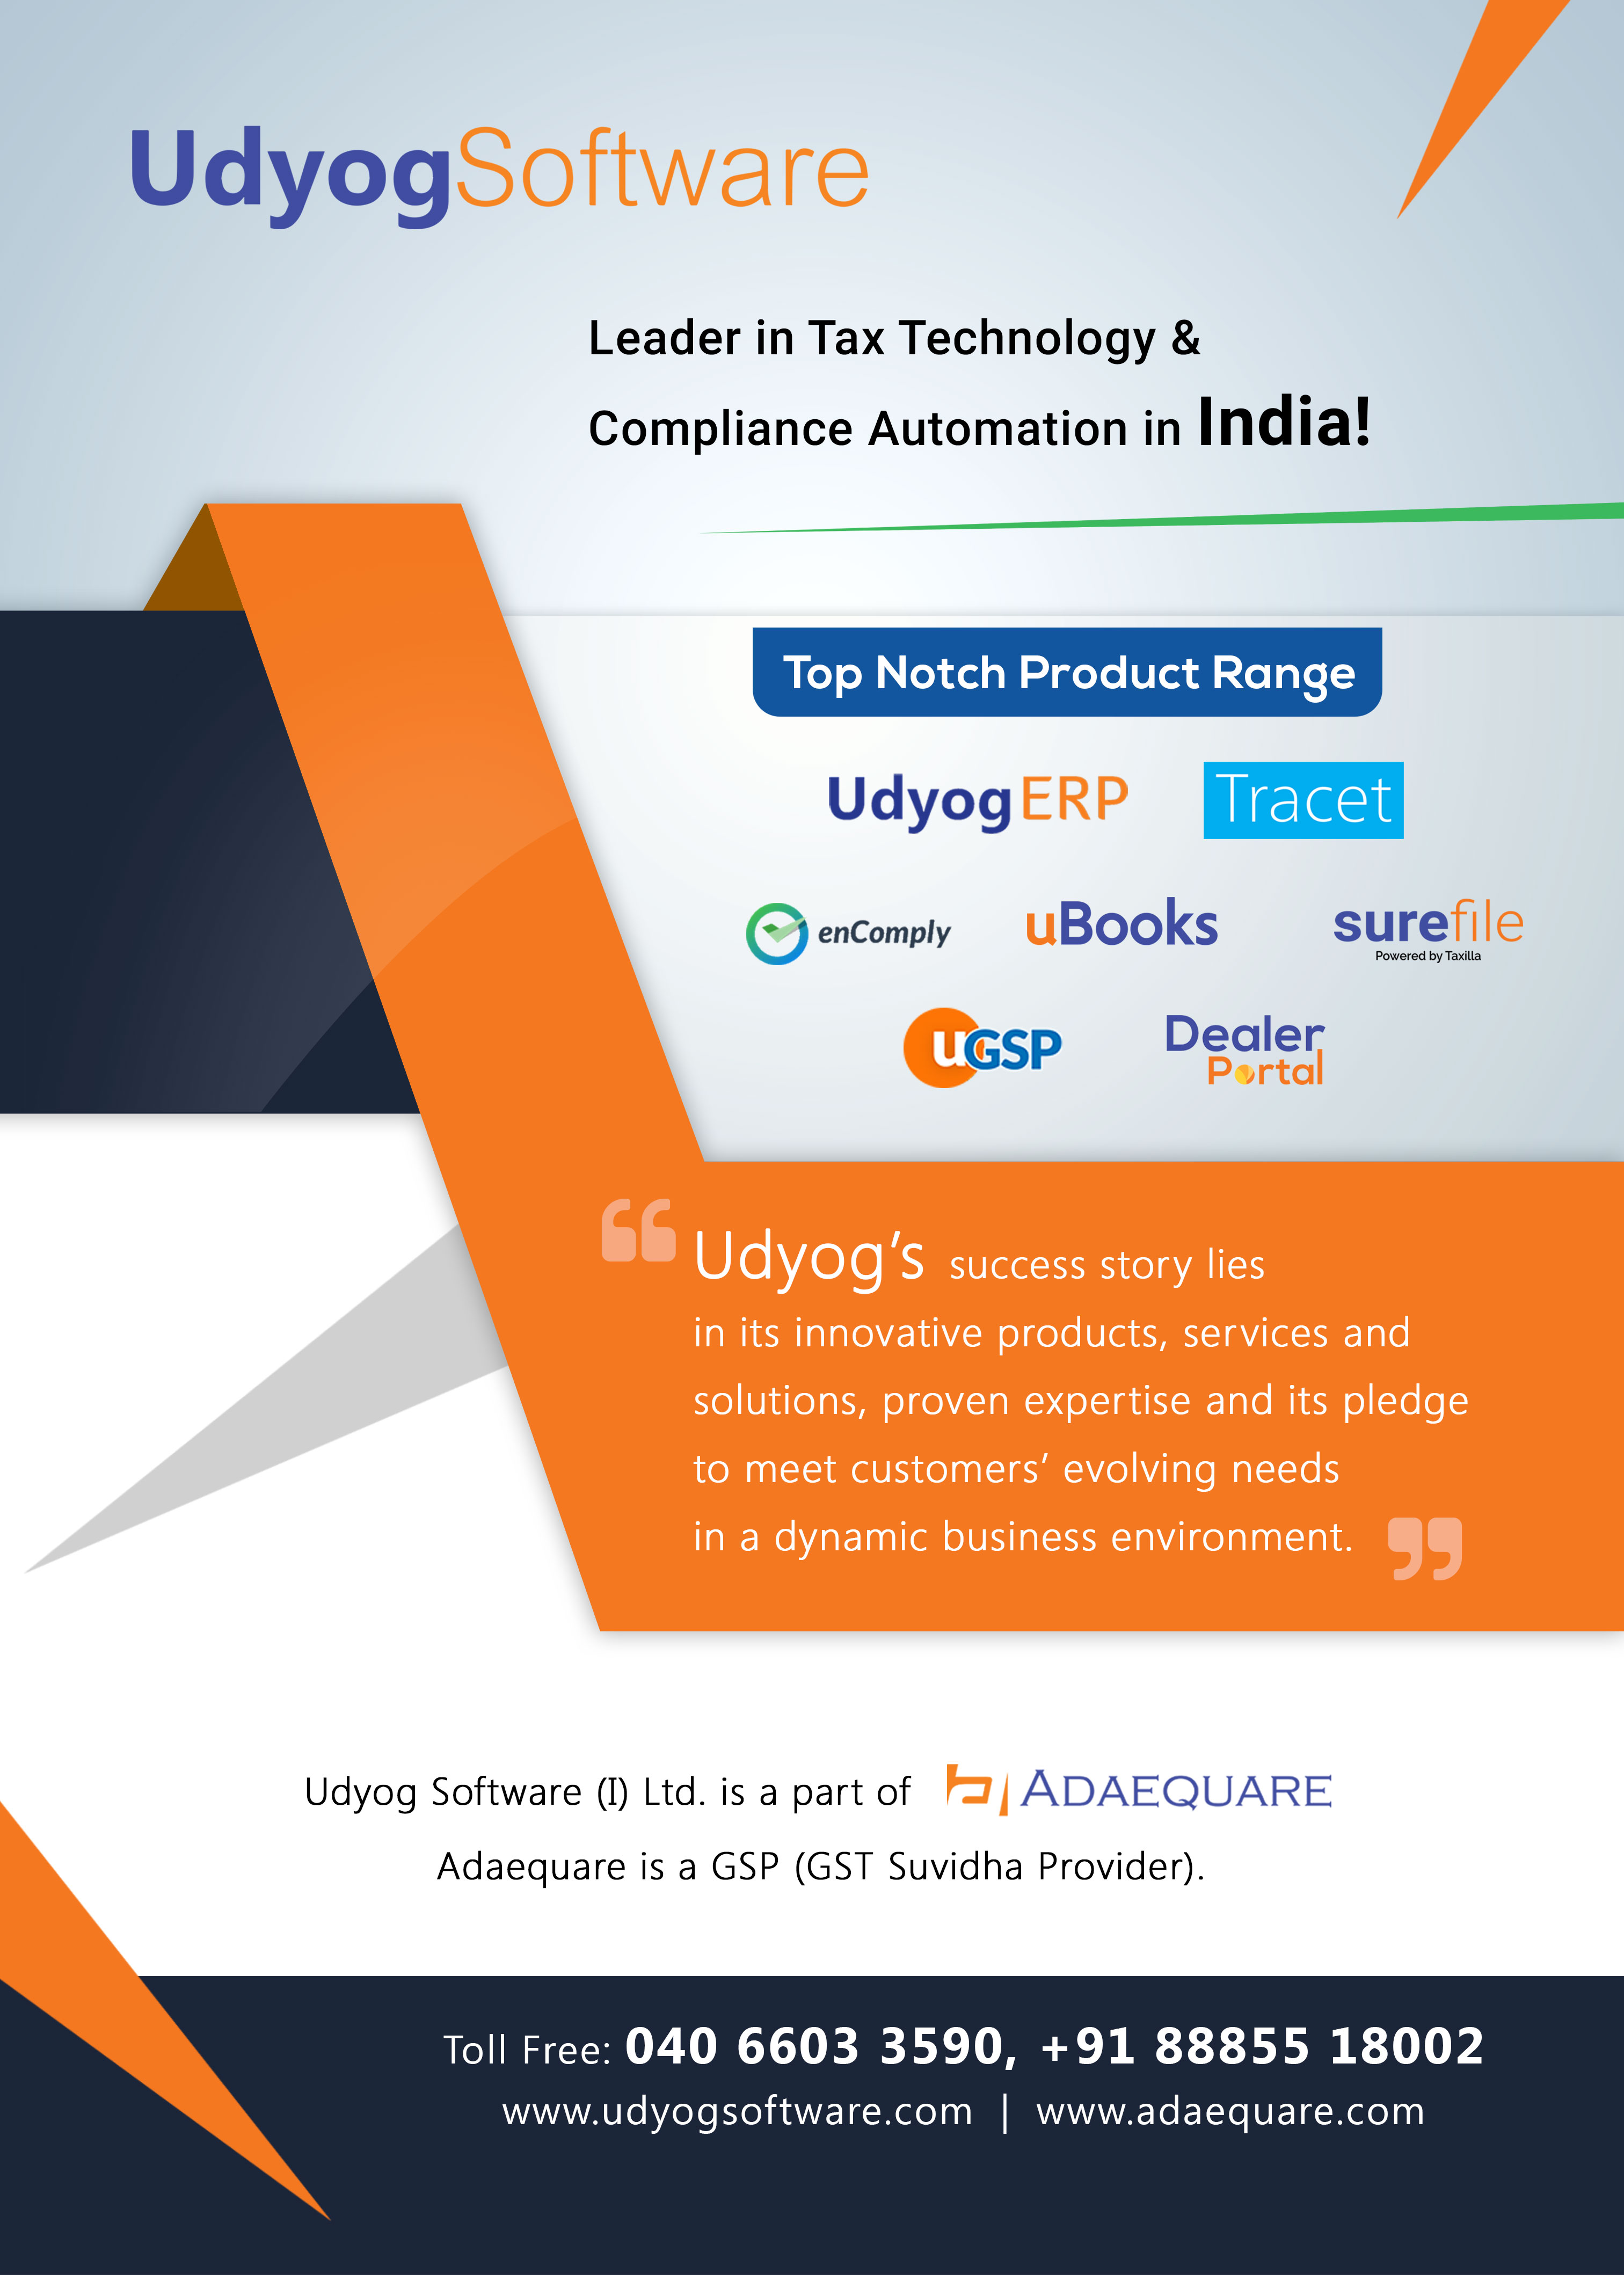 UdyogSoftware
Leader in Tax Technology &
Compliance Automation in India!
Top Notch Product Range
UdyogERP Tracet
enComply uBooks surefile
Powered by Taxilla
uGSP Dealer
Portal
“ Udyog’s success story lies
in its innovative products, services and
solutions, proven expertise and its pledge
to meet customers’ evolving needs
in a dynamic business environment. ”
Udyog Software (I) Ltd. is a part of ADAEQUARE
Adaequare is a GSP (GST Suvidha Provider).
Toll Free: 040 6603 3590, +91 88855 18002
www.udyogsoftware.com | www.adaequare.com